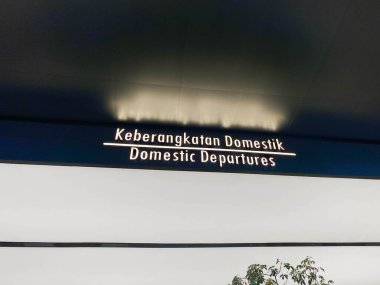 Keberangkatan Domestik
Domestic Departures